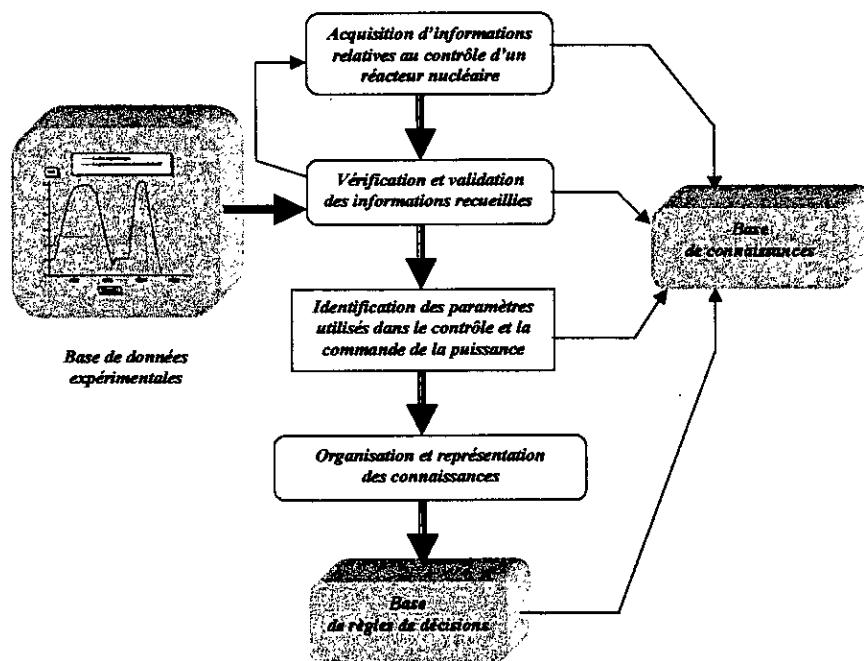 Acquisition d'informations
relatives au contrôle d'un
réacteur nucléaire
Vérification et validation
des informations recueillies
Base
de connaissances
Identification des paramètres
utilisés dans le contrôle et la
commande de la puissance
Base de données
expérimentales
Organisation et représentation
des connaissances
Base
de règles de décisions